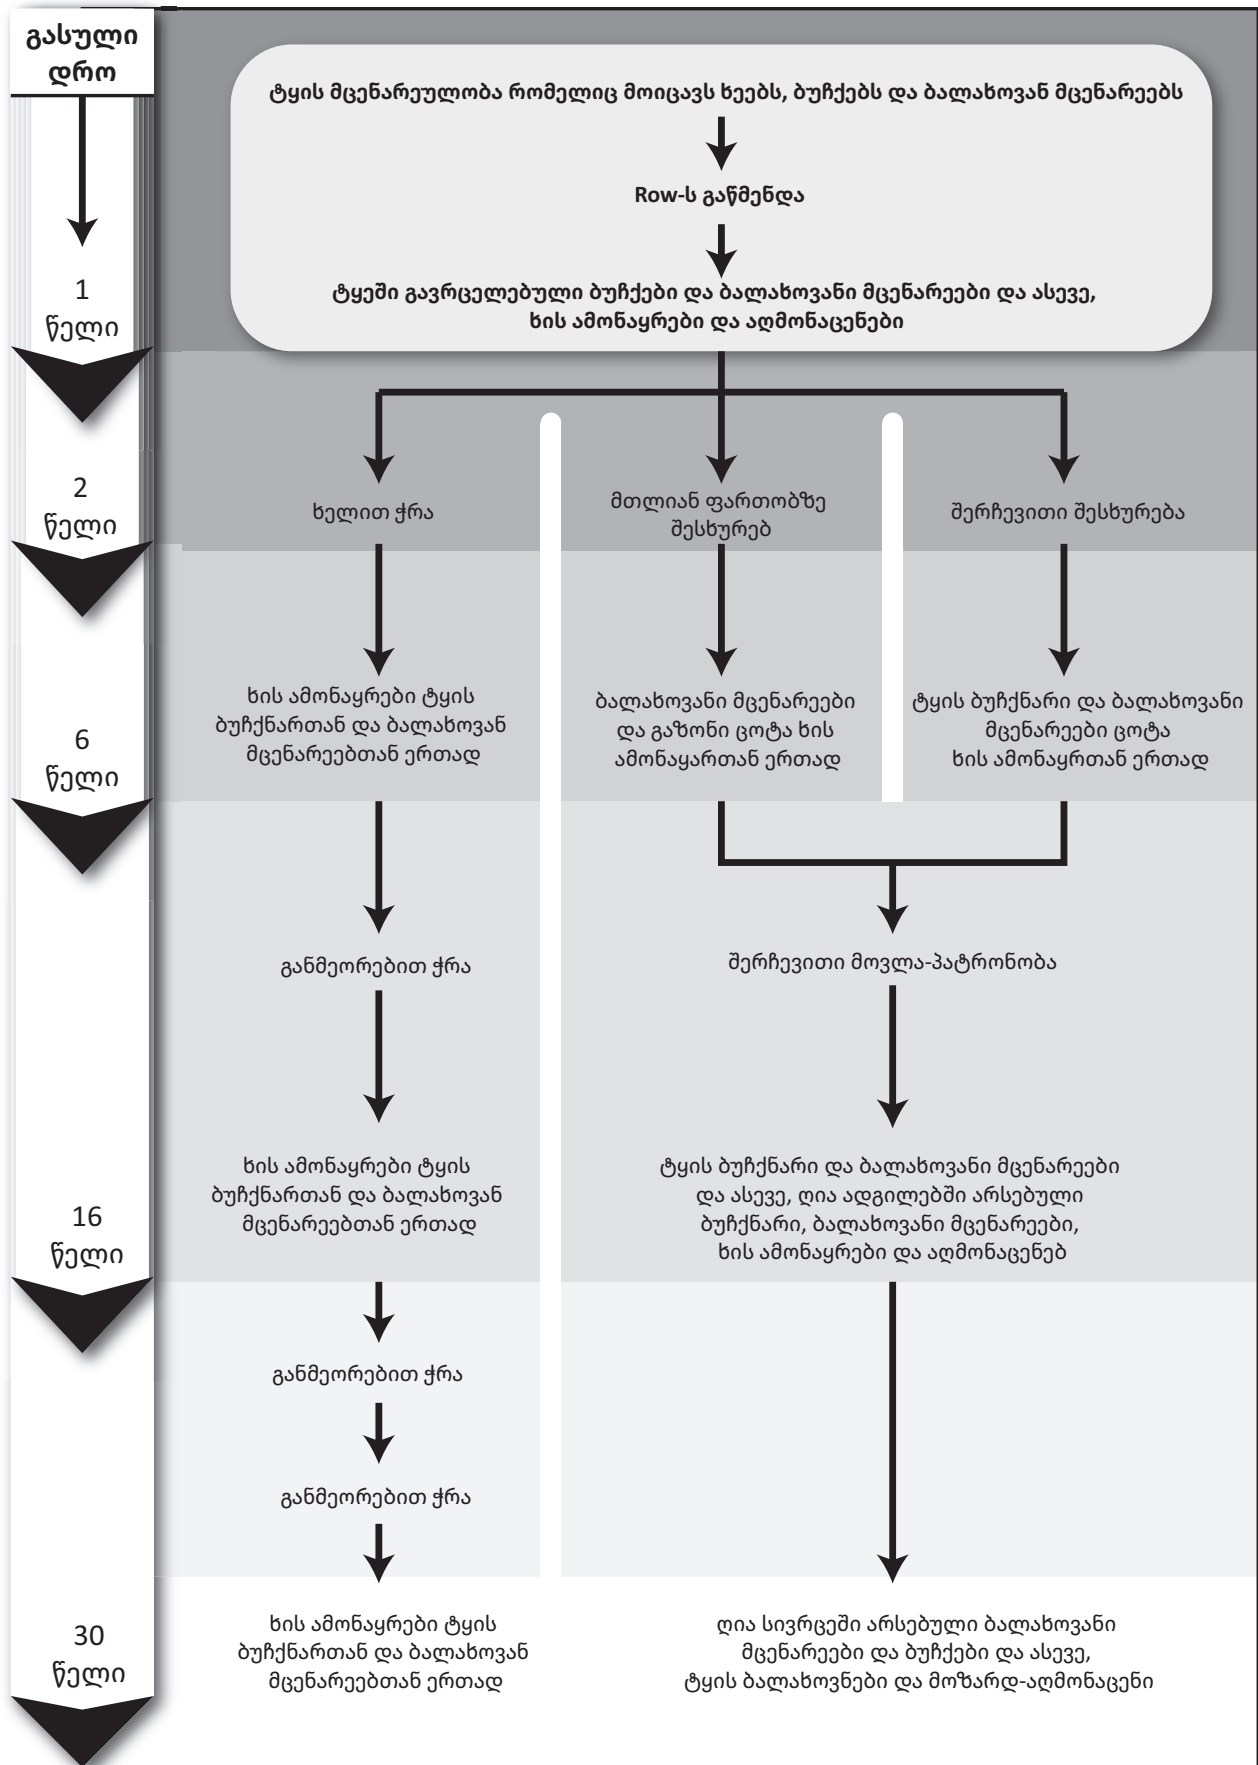 გასული
დრო
ტყის მცენარეულობა რომელიც მოიცავს ხეებს, ბუჩქებს და ბალახოვან მცენარეებს
Row-ს გაწმენდა
ტყეში გავრცელებული ბუჩქები და ბალახოვანი მცენარეები და ასევე,
ხის ამონაყრები და აღმონაცენები
1
წელი
2
წელი
ხელით ჭრა
მთლიან ფართობზე
შესხურებ
შერჩევითი შესხურება
6
წელი
ხის ამონაყრები ტყის
ბუჩქნართან და ბალახოვან
მცენარეებთან ერთად
ბალახოვანი მცენარეები
და გაზონი ცოტა ხის
ამონაყართან ერთად
ტყის ბუჩქნარი და ბალახოვანი
მცენარეები ცოტა
ხის ამონაყრთან ერთად
განმეორებით ჭრა
შერჩევითი მოვლა-პატრონობა
16
წელი
ხის ამონაყრები ტყის
ბუჩქნართან და ბალახოვან
მცენარეებთან ერთად
ტყის ბუჩქნარი და ბალახოვანი მცენარეები
და ასევე, ღია ადგილებში არსებული
ბუჩქნარი, ბალახოვანი მცენარეები,
ხის ამონაყრები და აღმონაცენებ
განმეორებით ჭრა
განმეორებით ჭრა
30
წელი
ხის ამონაყრები ტყის
ბუჩქნართან და ბალახოვან
მცენარეებთან ერთად
ღია სივრცეში არსებული ბალახოვანი
მცენარეები და ბუჩქები და ასევე,
ტყის ბალახოვნები და მოზარდ-აღმონაცენი